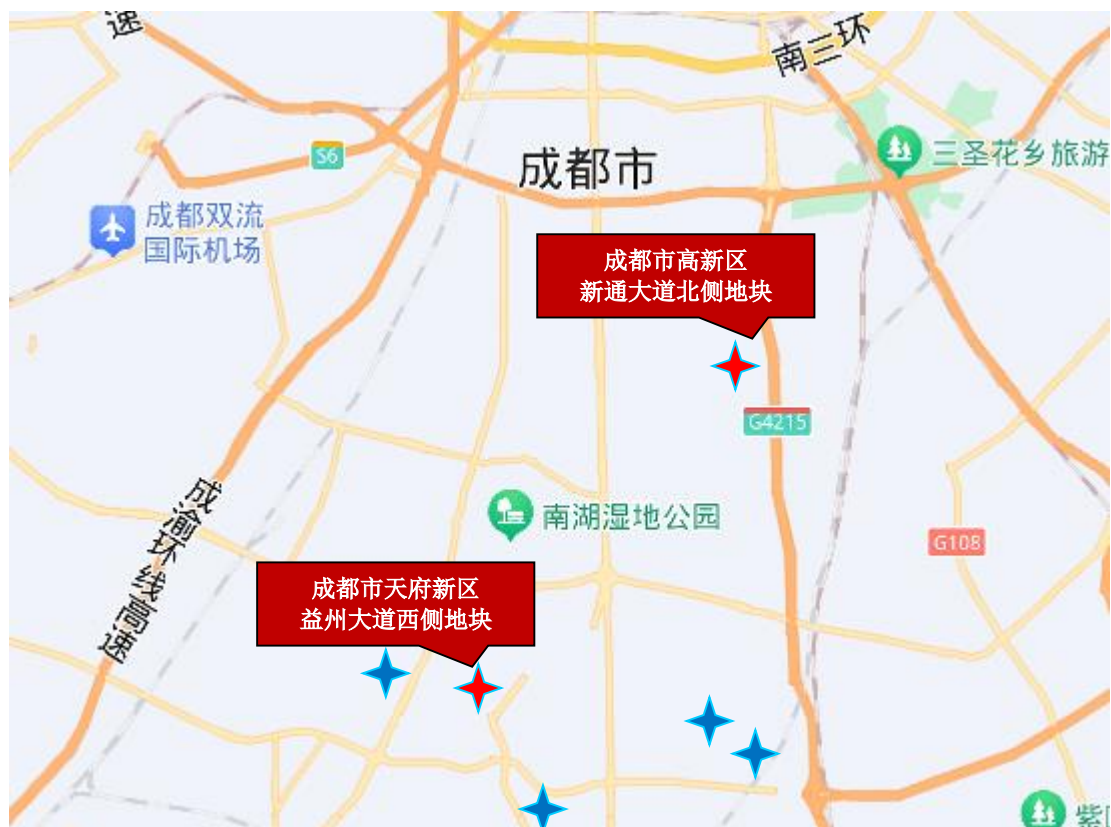 速
南三环
S6
成都市
三圣花乡旅游
成都双流
国际机场
成都市高新区
新通大道北侧地块
G4215
成渝环线高速
南湖湿地公园
G108
成都市天府新区
益州大道西侧地块